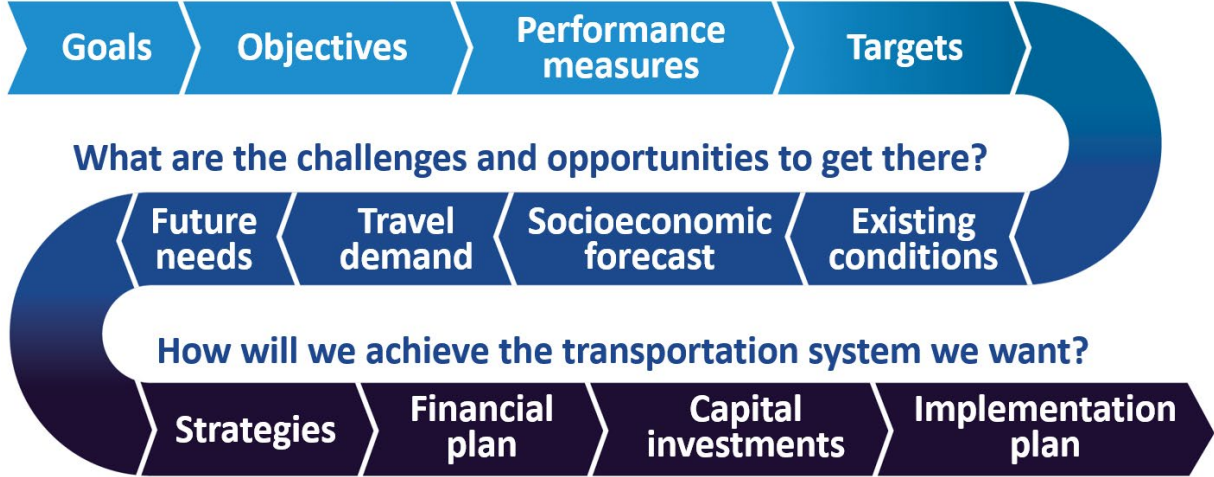 Goals
Objectives
Performance
measures
Targets
What are the challenges and opportunities to get there?
Existing
conditions
Socioeconomic
forecast
Travel
demand
Future
needs
How will we achieve the transportation system we want?
Strategies
Financial
plan
Capital
investments
Implementation
plan